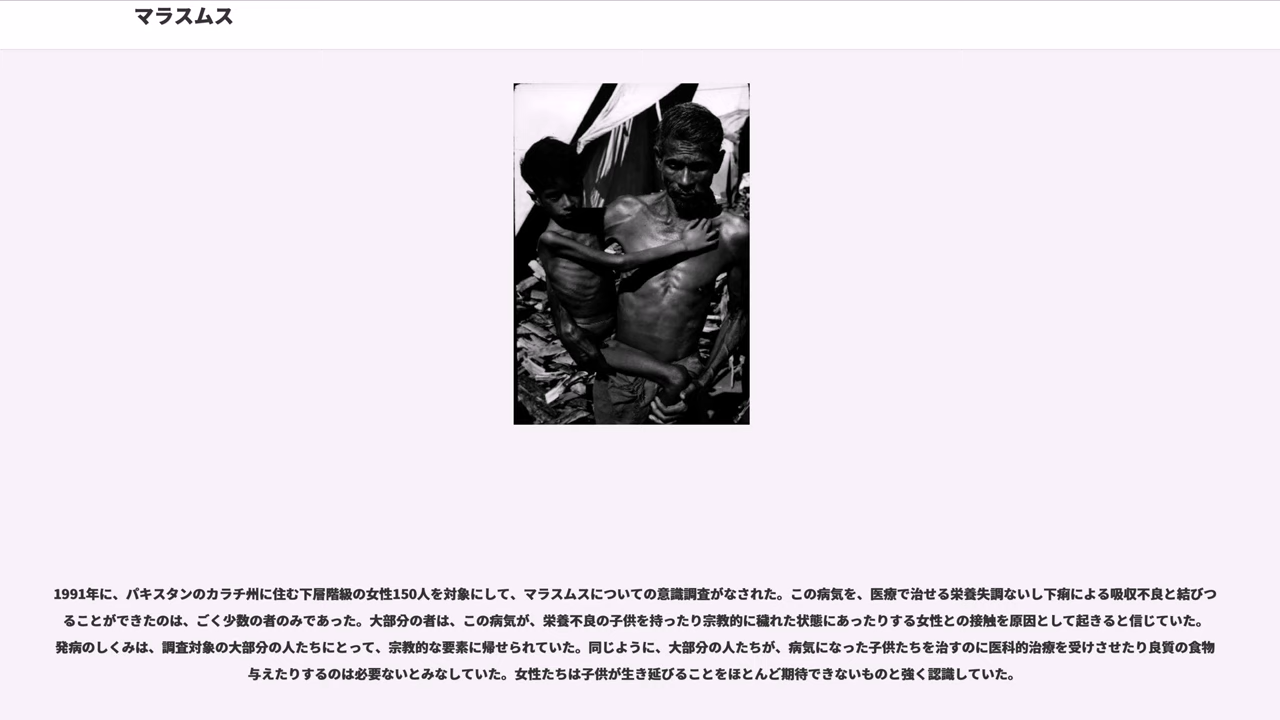 マラスムス
1991年に、パキスタンのカラチ州に住む下層階級の女性150人を対象にして、マラスムスについての意識調査がなされた。この病気を、医療で治せる栄養失調ないし下痢による吸収不良と結びつ
ることができたのは、ごく少数の者のみであった。大部分の者は、この病気が、栄養不良の子供を持ったり宗教的に穢れた状態にあったりする女性との接触を原因として起きると信じていた。
発病のしくみは、調査対象の大部分の人たちにとって、宗教的な要素に帰せられていた。同じように、大部分の人たちが、病気になった子供たちを治すのに医科的治療を受けさせたり良質の食物
与えたりするのは必要ないとみなしていた。女性たちは子供が生き延びることをほとんど期待できないものと強く認識していた。